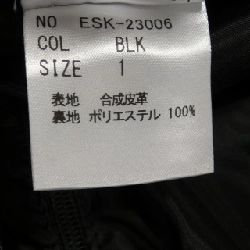 NO ESK-23006
COL BLK
SIZE 1
表地 合成皮革
裏地 ポリエステル 100%